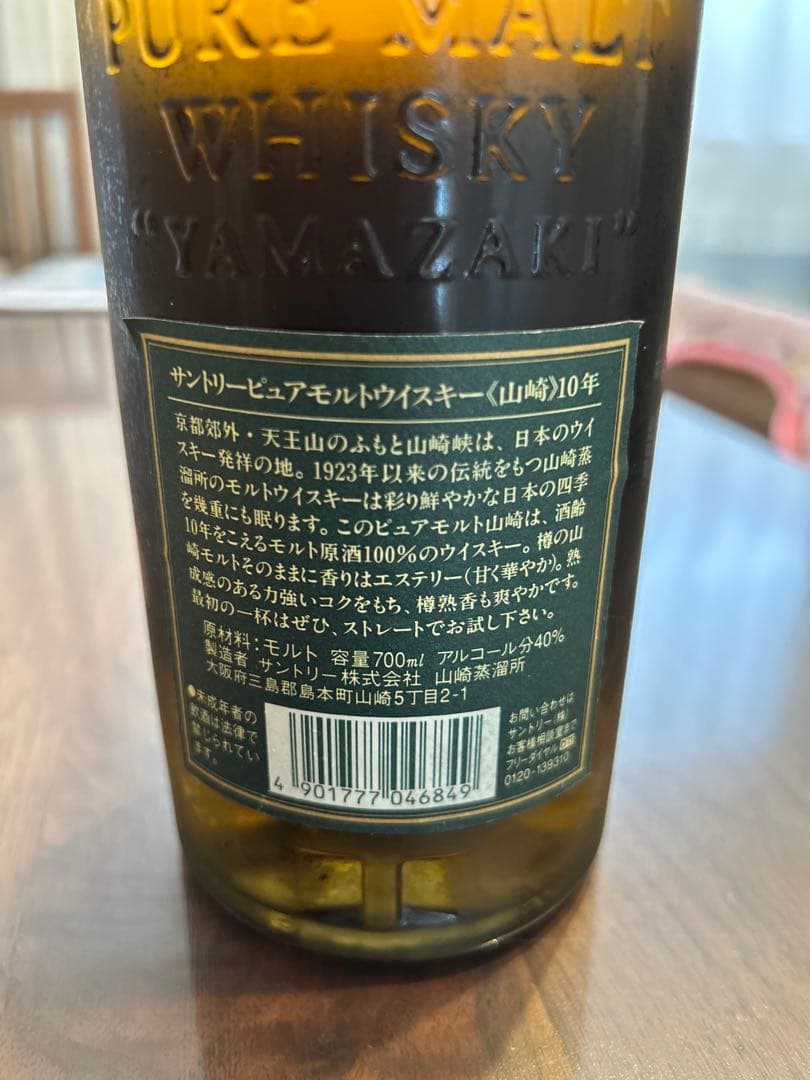 PURE MALT
WHISKY
"YAMAZAKI"
サントリーピュアモルトウイスキー《山崎》10年
京都郊外・天王山のふもと山崎峡は、日本のウイ
スキー発祥の地。1923年以来の伝統をもつ山崎蒸
溜所のモルトウイスキーは彩り鮮やかな日本の四季
を幾重にも眠ります。このピュアモルト山崎は、酒齢
10年をこえるモルト原酒100%のウイスキー。樽の山
崎モルトそのままに香りはエステリー(甘く華やか)。熟
成感のある力強いコクをもち、樽熟香も爽やかです。
最初の一杯はぜひ、ストレートでお試し下さい。
原材料:モルト 容量700ml アルコール分40%
製造者 サントリー株式会社 山崎蒸溜所
大阪府三島郡島本町山崎5丁目2-1
●未成年者の
飲酒は法律で
禁じられてい
ます。
4 901777 046849
お問い合わせは
サントリー(株)
お客様相談室まで
フリーダイヤル
0120-139310